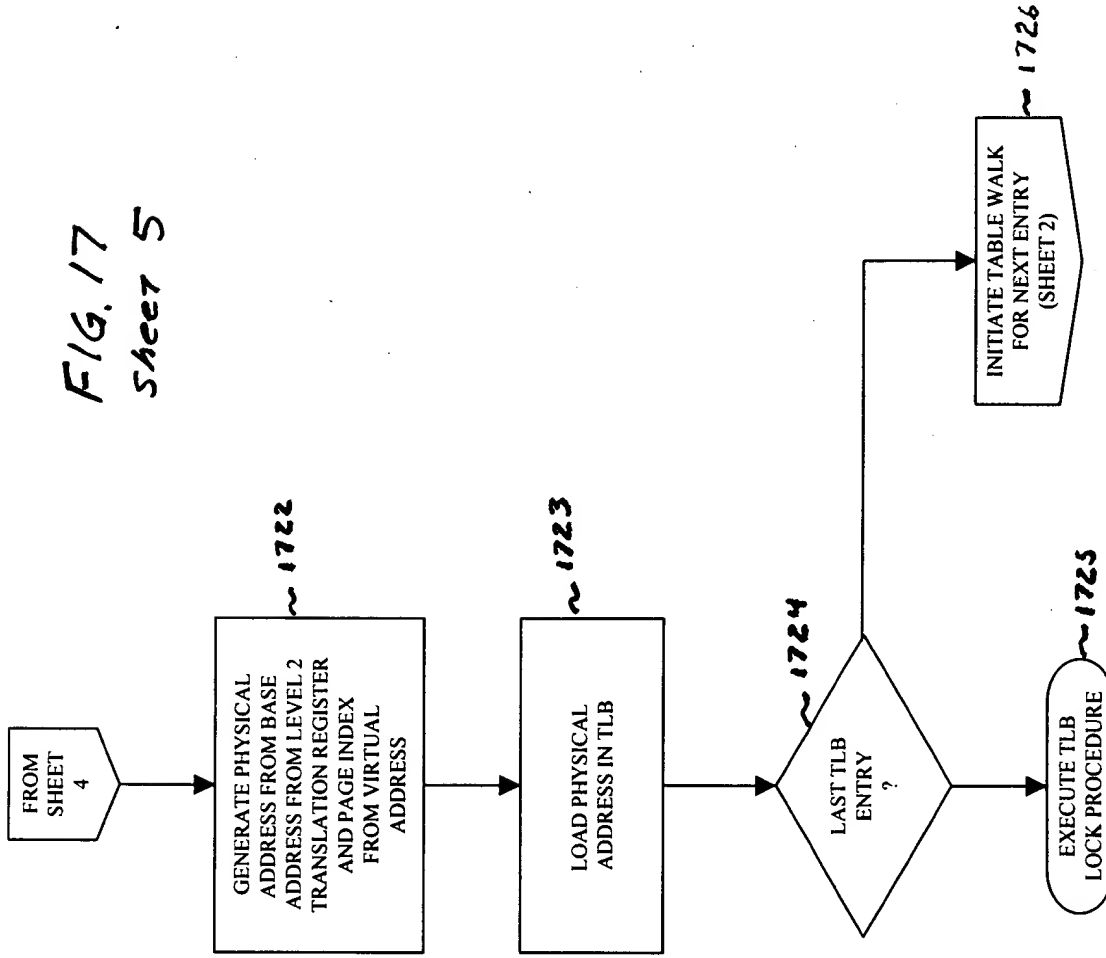 FIG. 17
Sheet 5
FROM
SHEET
4
GENERATE PHYSICAL
ADDRESS FROM BASE
ADDRESS FROM LEVEL 2
TRANSLATION REGISTER
AND PAGE INDEX
FROM VIRTUAL
ADDRESS
~ 1722
LOAD PHYSICAL
ADDRESS IN TLB
~ 1723
LAST TLB
ENTRY
?
~ 1724
EXECUTE TLB
LOCK PROCEDURE
~ 1725
INITIATE TABLE WALK
FOR NEXT ENTRY
(SHEET 2)
~ 1726